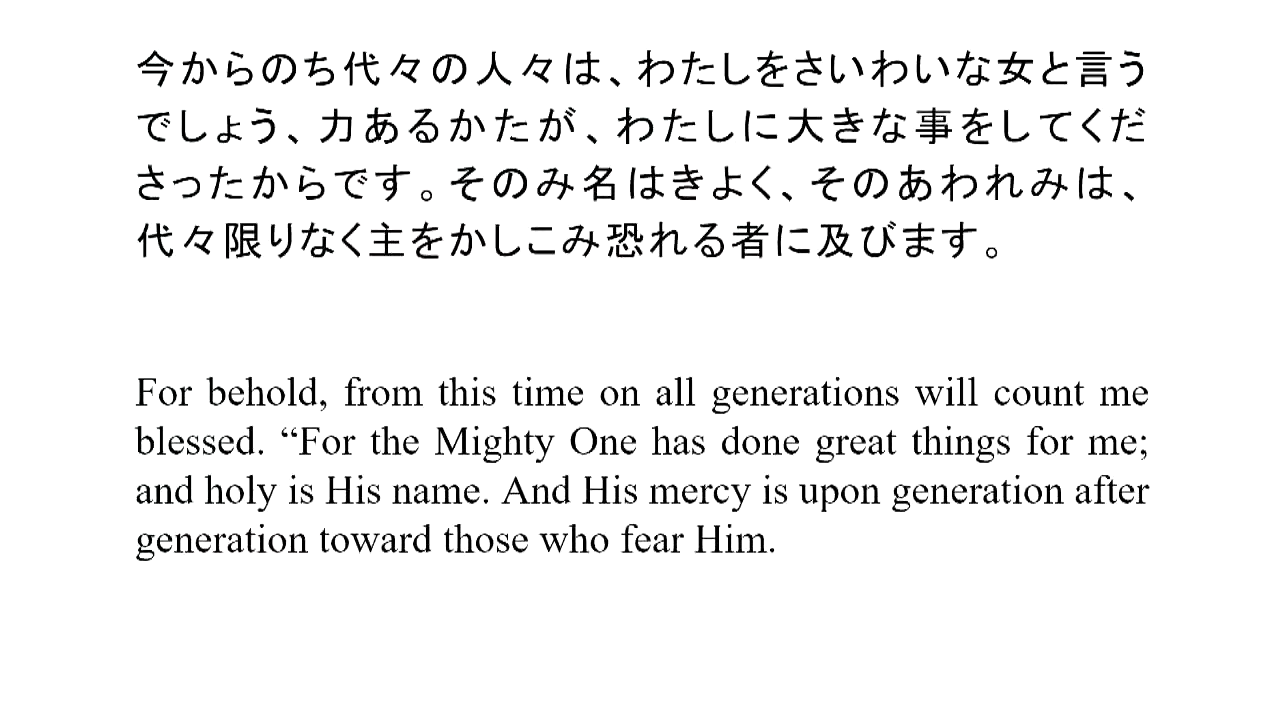 今からのち代々の人々は、わたしをさいわいな女と言う
でしょう、力あるかたが、わたしに大きな事をしてくだ
さったからです。そのみ名はきよく、そのあわれみは、
代々限りなく主をかしこみ恐れる者に及びます。
For behold, from this time on all generations will count me
blessed. “For the Mighty One has done great things for me;
and holy is His name. And His mercy is upon generation after
generation toward those who fear Him.